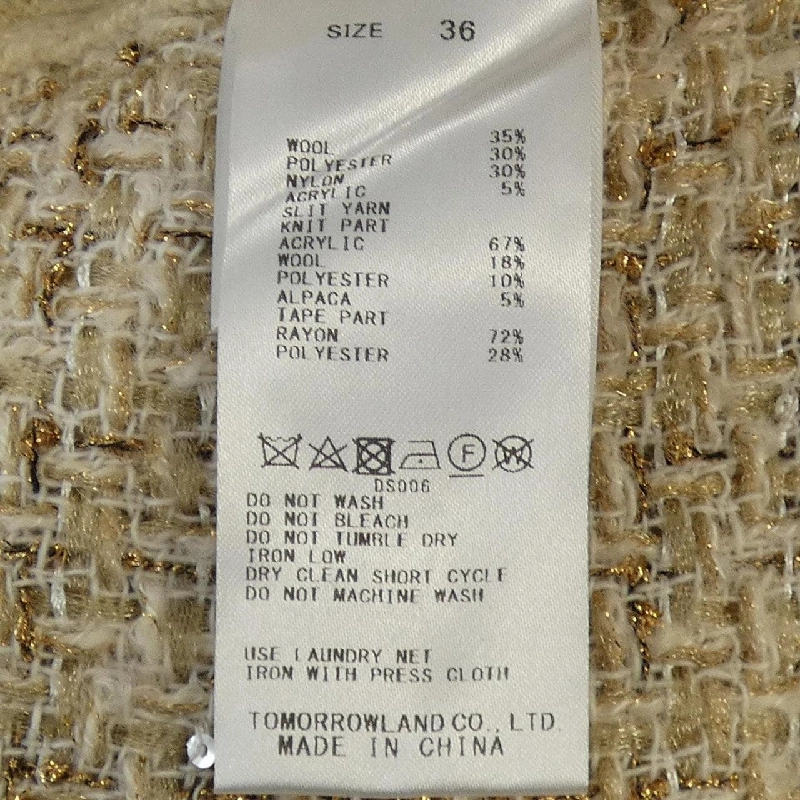 SIZE 36
WOOL 35%
POLYESTER 30%
NYLON 30%
ACRYLIC 5%
SLIT YARN
KNIT PART
ACRYLIC 67%
WOOL 18%
POLYESTER 10%
ALPACA 5%
TAPE PART
RAYON 72%
POLYESTER 28%
F W
DS006
DO NOT WASH
DO NOT BLEACH
DO NOT TUMBLE DRY
IRON LOW
DRY CLEAN SHORT CYCLE
DO NOT MACHINE WASH
USE LAUNDRY NET
IRON WITH PRESS CLOTH
TOMORROWLAND CO., LTD.
MADE IN CHINA